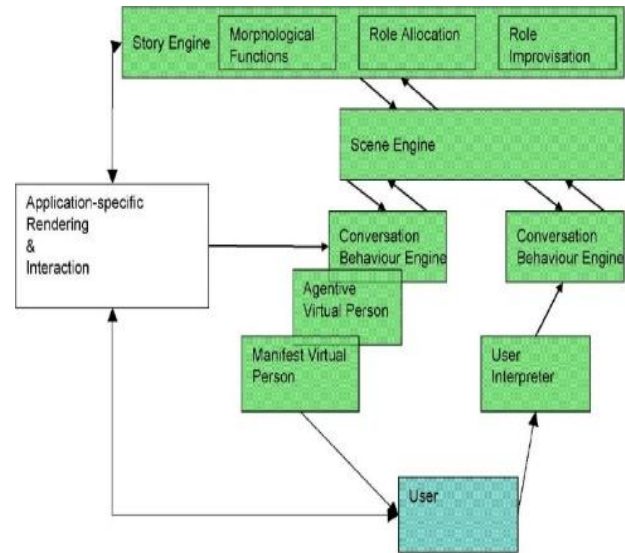 Story Engine
Morphological
Functions
Role Allocation
Role
Improvisation
Scene Engine
Application-specific
Rendering
&
Interaction
Conversation
Behaviour Engine
Conversation
Behaviour Engine
Agentive
Virtual Person
Manifest Virtual
Person
User
Interpreter
User